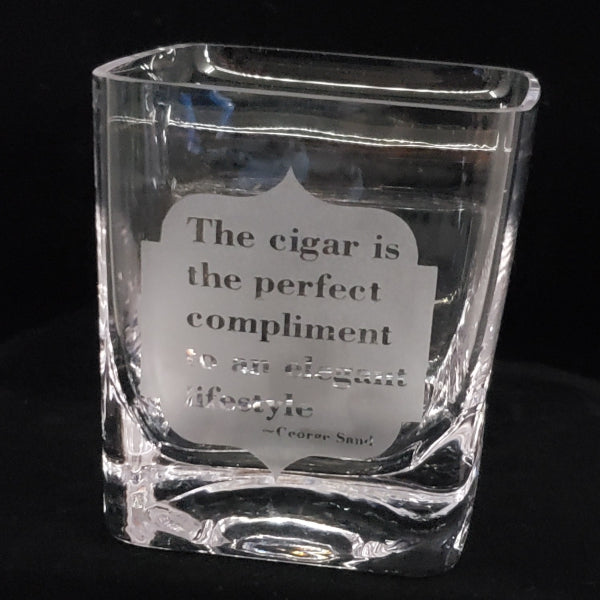 The cigar is
the perfect
compliment
to an elegant
lifestyle
~George Sand